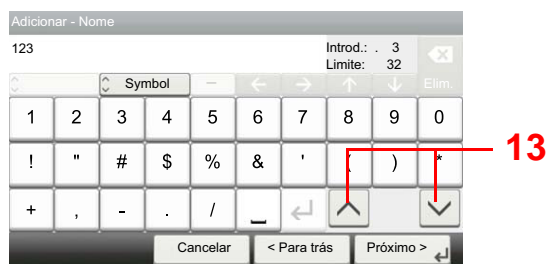 Adicionar - Nome
123 Introd.: . 3
Limite: 32
Symbol Elim.
1 2 3 4 5 6 7 8 9 0
! " # $ % & ' ( ) *
+ , - . / _
13
Cancelar < Para trás Próximo >